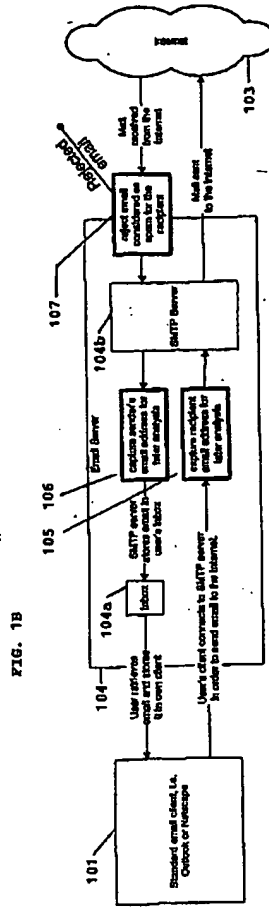 FIG. 1B
101
Standard email client, i.e.
Outlook or Netscape
User retrieves
email and stores
it in own client
104
Email Server
104a
Inbox
SMTP server
stores email to
user's inbox
106
capture sender's
email address for
later analysis
105
capture recipient
email address for
later analysis
User's client connects to SMTP server
in order to send email to the Internet.
104b
SMTP Server
107
reject email
considered as
spam for the
recipient
Rejected
email
Mail
received
from the
Internet
Mail sent
to the Internet
103